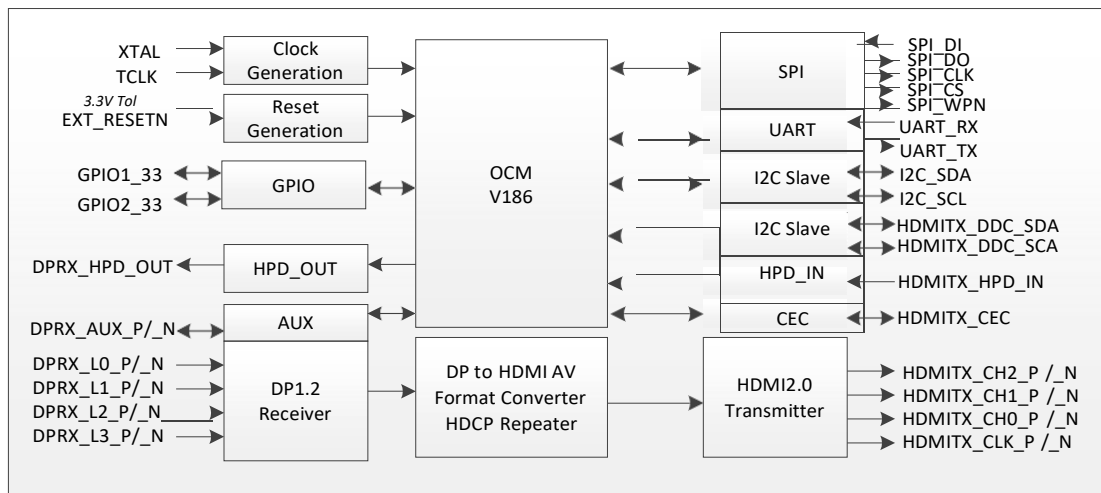 XTAL
TCLK
3.3V Tol
EXT_RESETN
GPIO1_33
GPIO2_33
DPRX_HPD_OUT
DPRX_AUX_P/_N
DPRX_L0_P/_N
DPRX_L1_P/_N
DPRX_L2_P/_N
DPRX_L3_P/_N
Clock
Generation
Reset
Generation
GPIO
HPD_OUT
AUX
DP1.2
Receiver
OCM
V186
DP to HDMI AV
Format Converter
HDCP Repeater
SPI
UART
I2C Slave
I2C Slave
HPD_IN
CEC
HDMI2.0
Transmitter
SPI_DI
SPI_DO
SPI_CLK
SPI_CS
SPI_WPN
UART_RX
UART_TX
I2C_SDA
I2C_SCL
HDMITX_DDC_SDA
HDMITX_DDC_SCA
HDMITX_HPD_IN
HDMITX_CEC
HDMITX_CH2_P /_N
HDMITX_CH1_P /_N
HDMITX_CH0_P /_N
HDMITX_CLK_P /_N